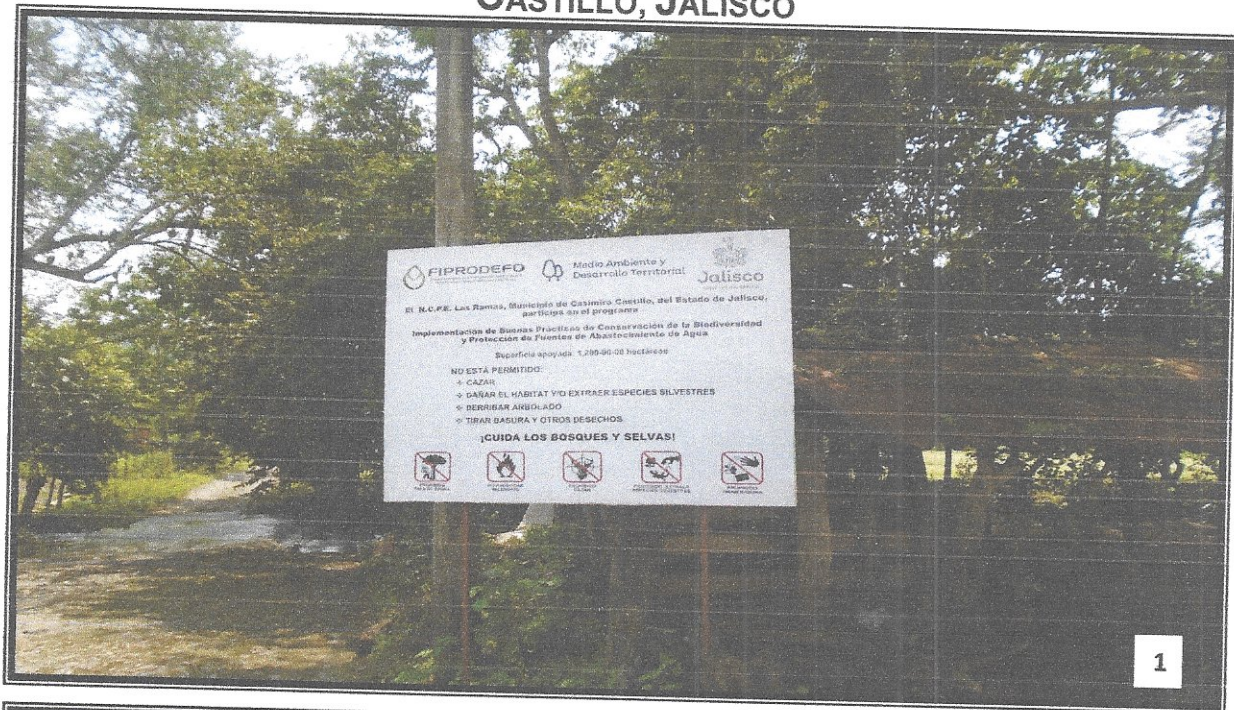 CASTILLO, JALISCO
FIPRODEFO
Medio Ambiente y
Desarrollo Territorial
Jalisco
El N.C.P.E. Las Ramas, Municipio de Casimiro Castillo, del Estado de Jalisco,
participa en el programa
Implementación de Buenas Prácticas de Conservación de la Biodiversidad
y Protección de Fuentes de Abastecimiento de Agua
Superficie apoyada: 1,200-00-00 hectáreas
NO ESTÁ PERMITIDO:
CAZAR
DAÑAR EL HÁBITAT Y/O EXTRAER ESPECIES SILVESTRES
DERRIBAR ARBOLADO
TIRAR BASURA Y OTROS DESECHOS
¡CUIDA LOS BOSQUES Y SELVAS!
1